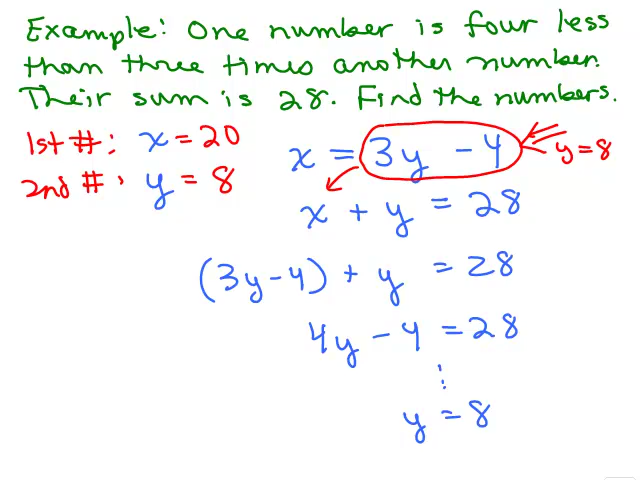 Example: One number is four less
than three times another number.
Their sum is 28. Find the numbers.
1st #: x = 20
2nd #: y = 8
x = 3y - 4
y = 8
x + y = 28
(3y - 4) + y = 28
4y - 4 = 28
⋮
y = 8